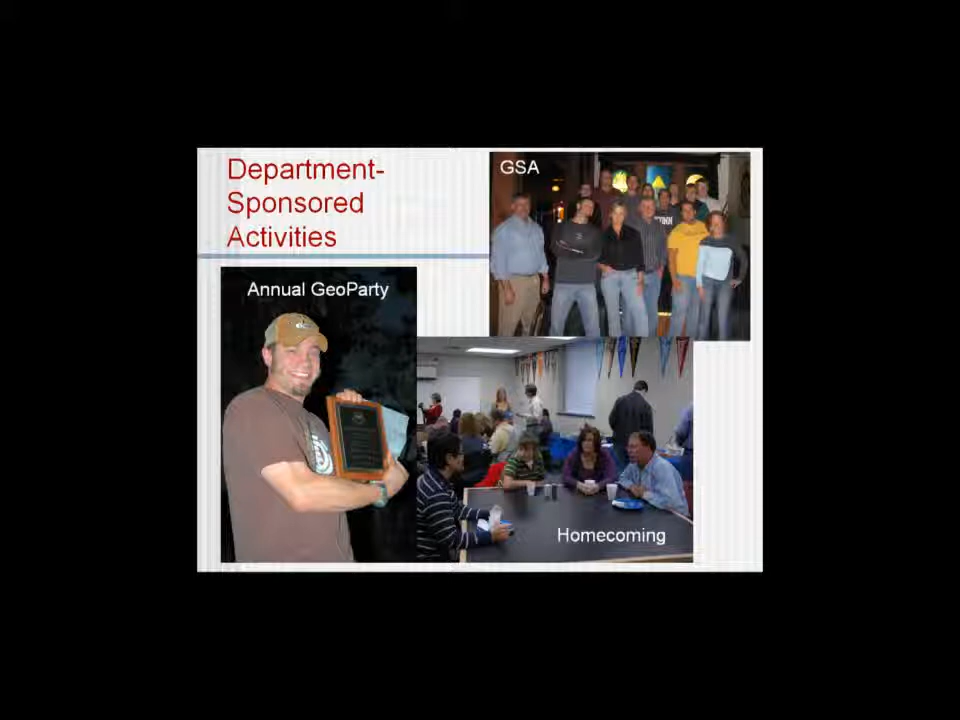 Department-
Sponsored
Activities
GSA
Annual GeoParty
Homecoming